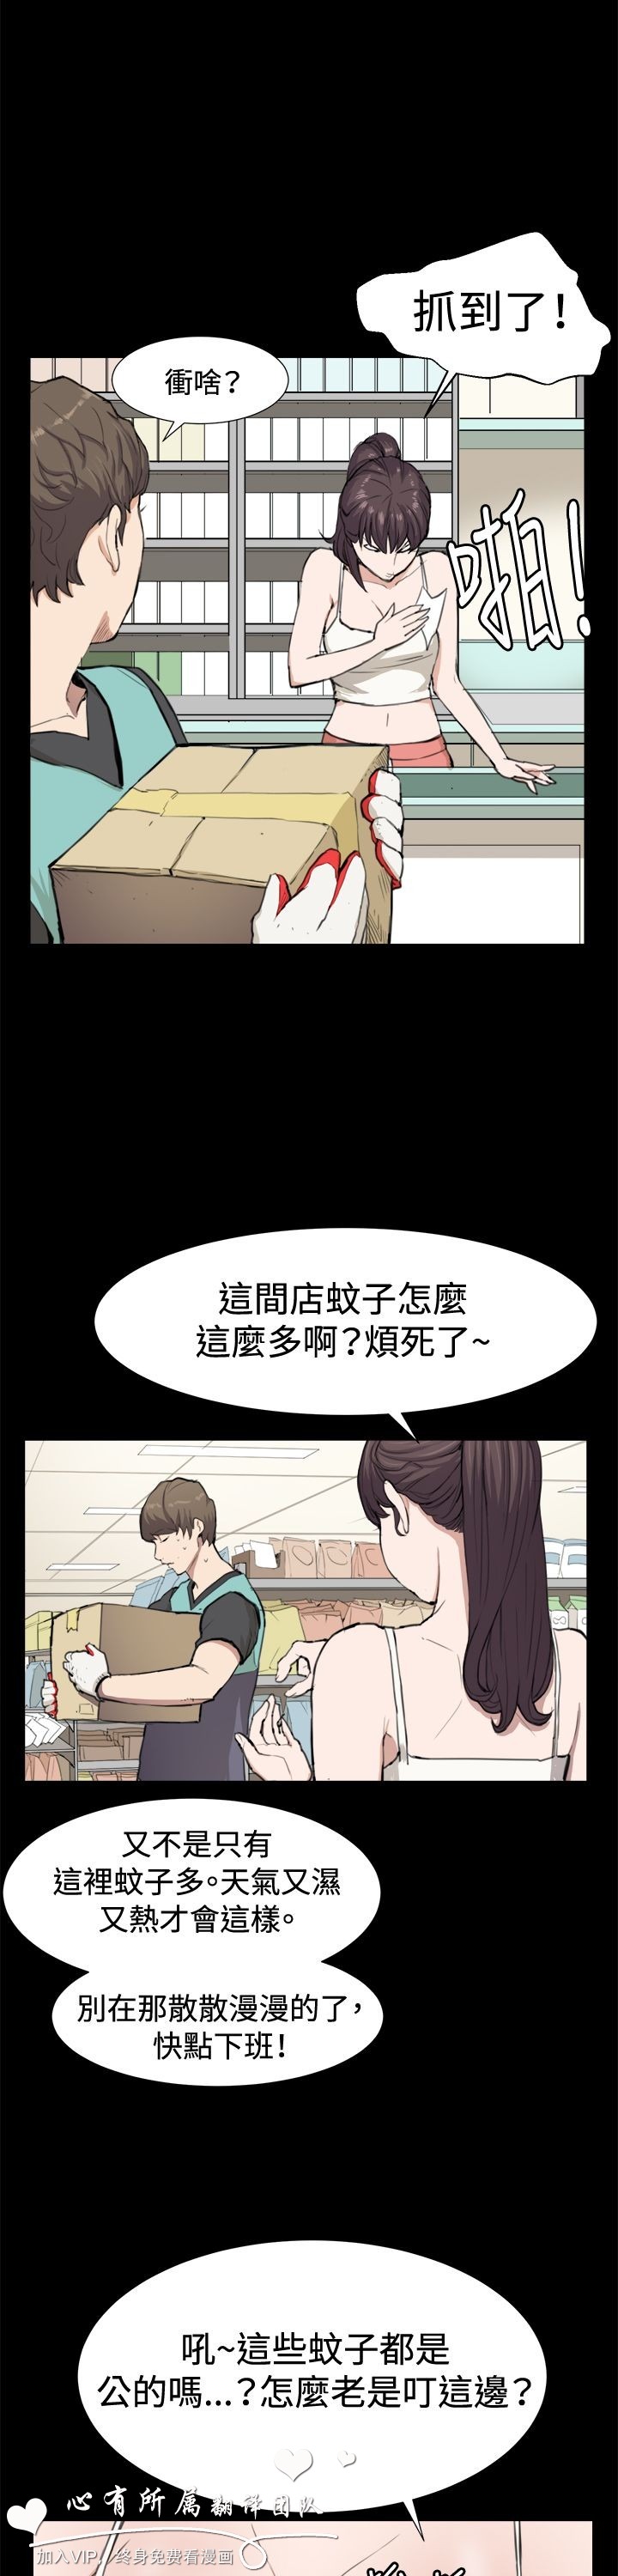 抓到了！
衝啥？
啪！
這間店蚊子怎麼
這麼多啊？煩死了~
又不是只有
這裡蚊子多。天氣又濕
又熱才會這樣。
別在那散散漫漫的了，
快點下班！
吼~這些蚊子都是
公的嗎...？怎麼老是叮這邊？
心有所属翻译团队
加入VIP，终身免费看漫画